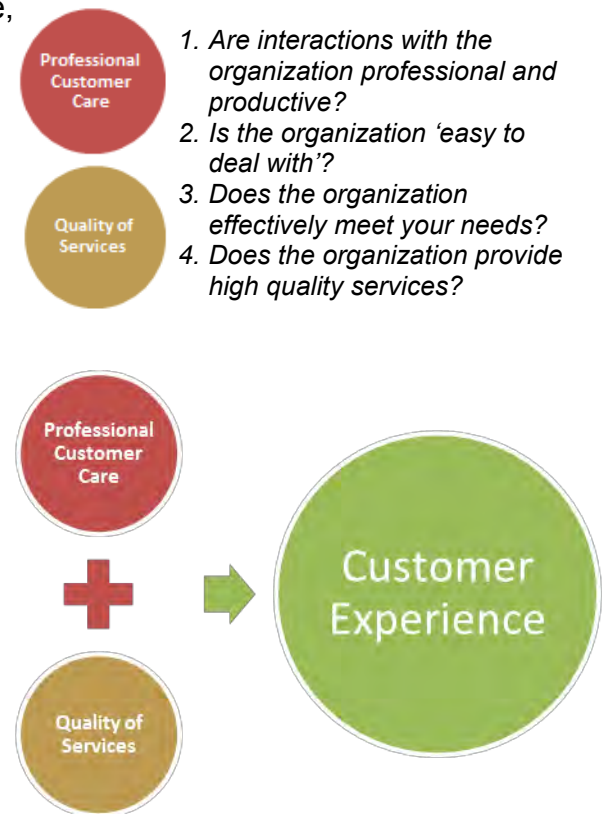 e,
Professional
Customer
Care
1. Are interactions with the
organization professional and
productive?
2. Is the organization ‘easy to
deal with’?
3. Does the organization
effectively meet your needs?
4. Does the organization provide
high quality services?
Quality of
Services
Professional
Customer
Care
Quality of
Services
Customer
Experience